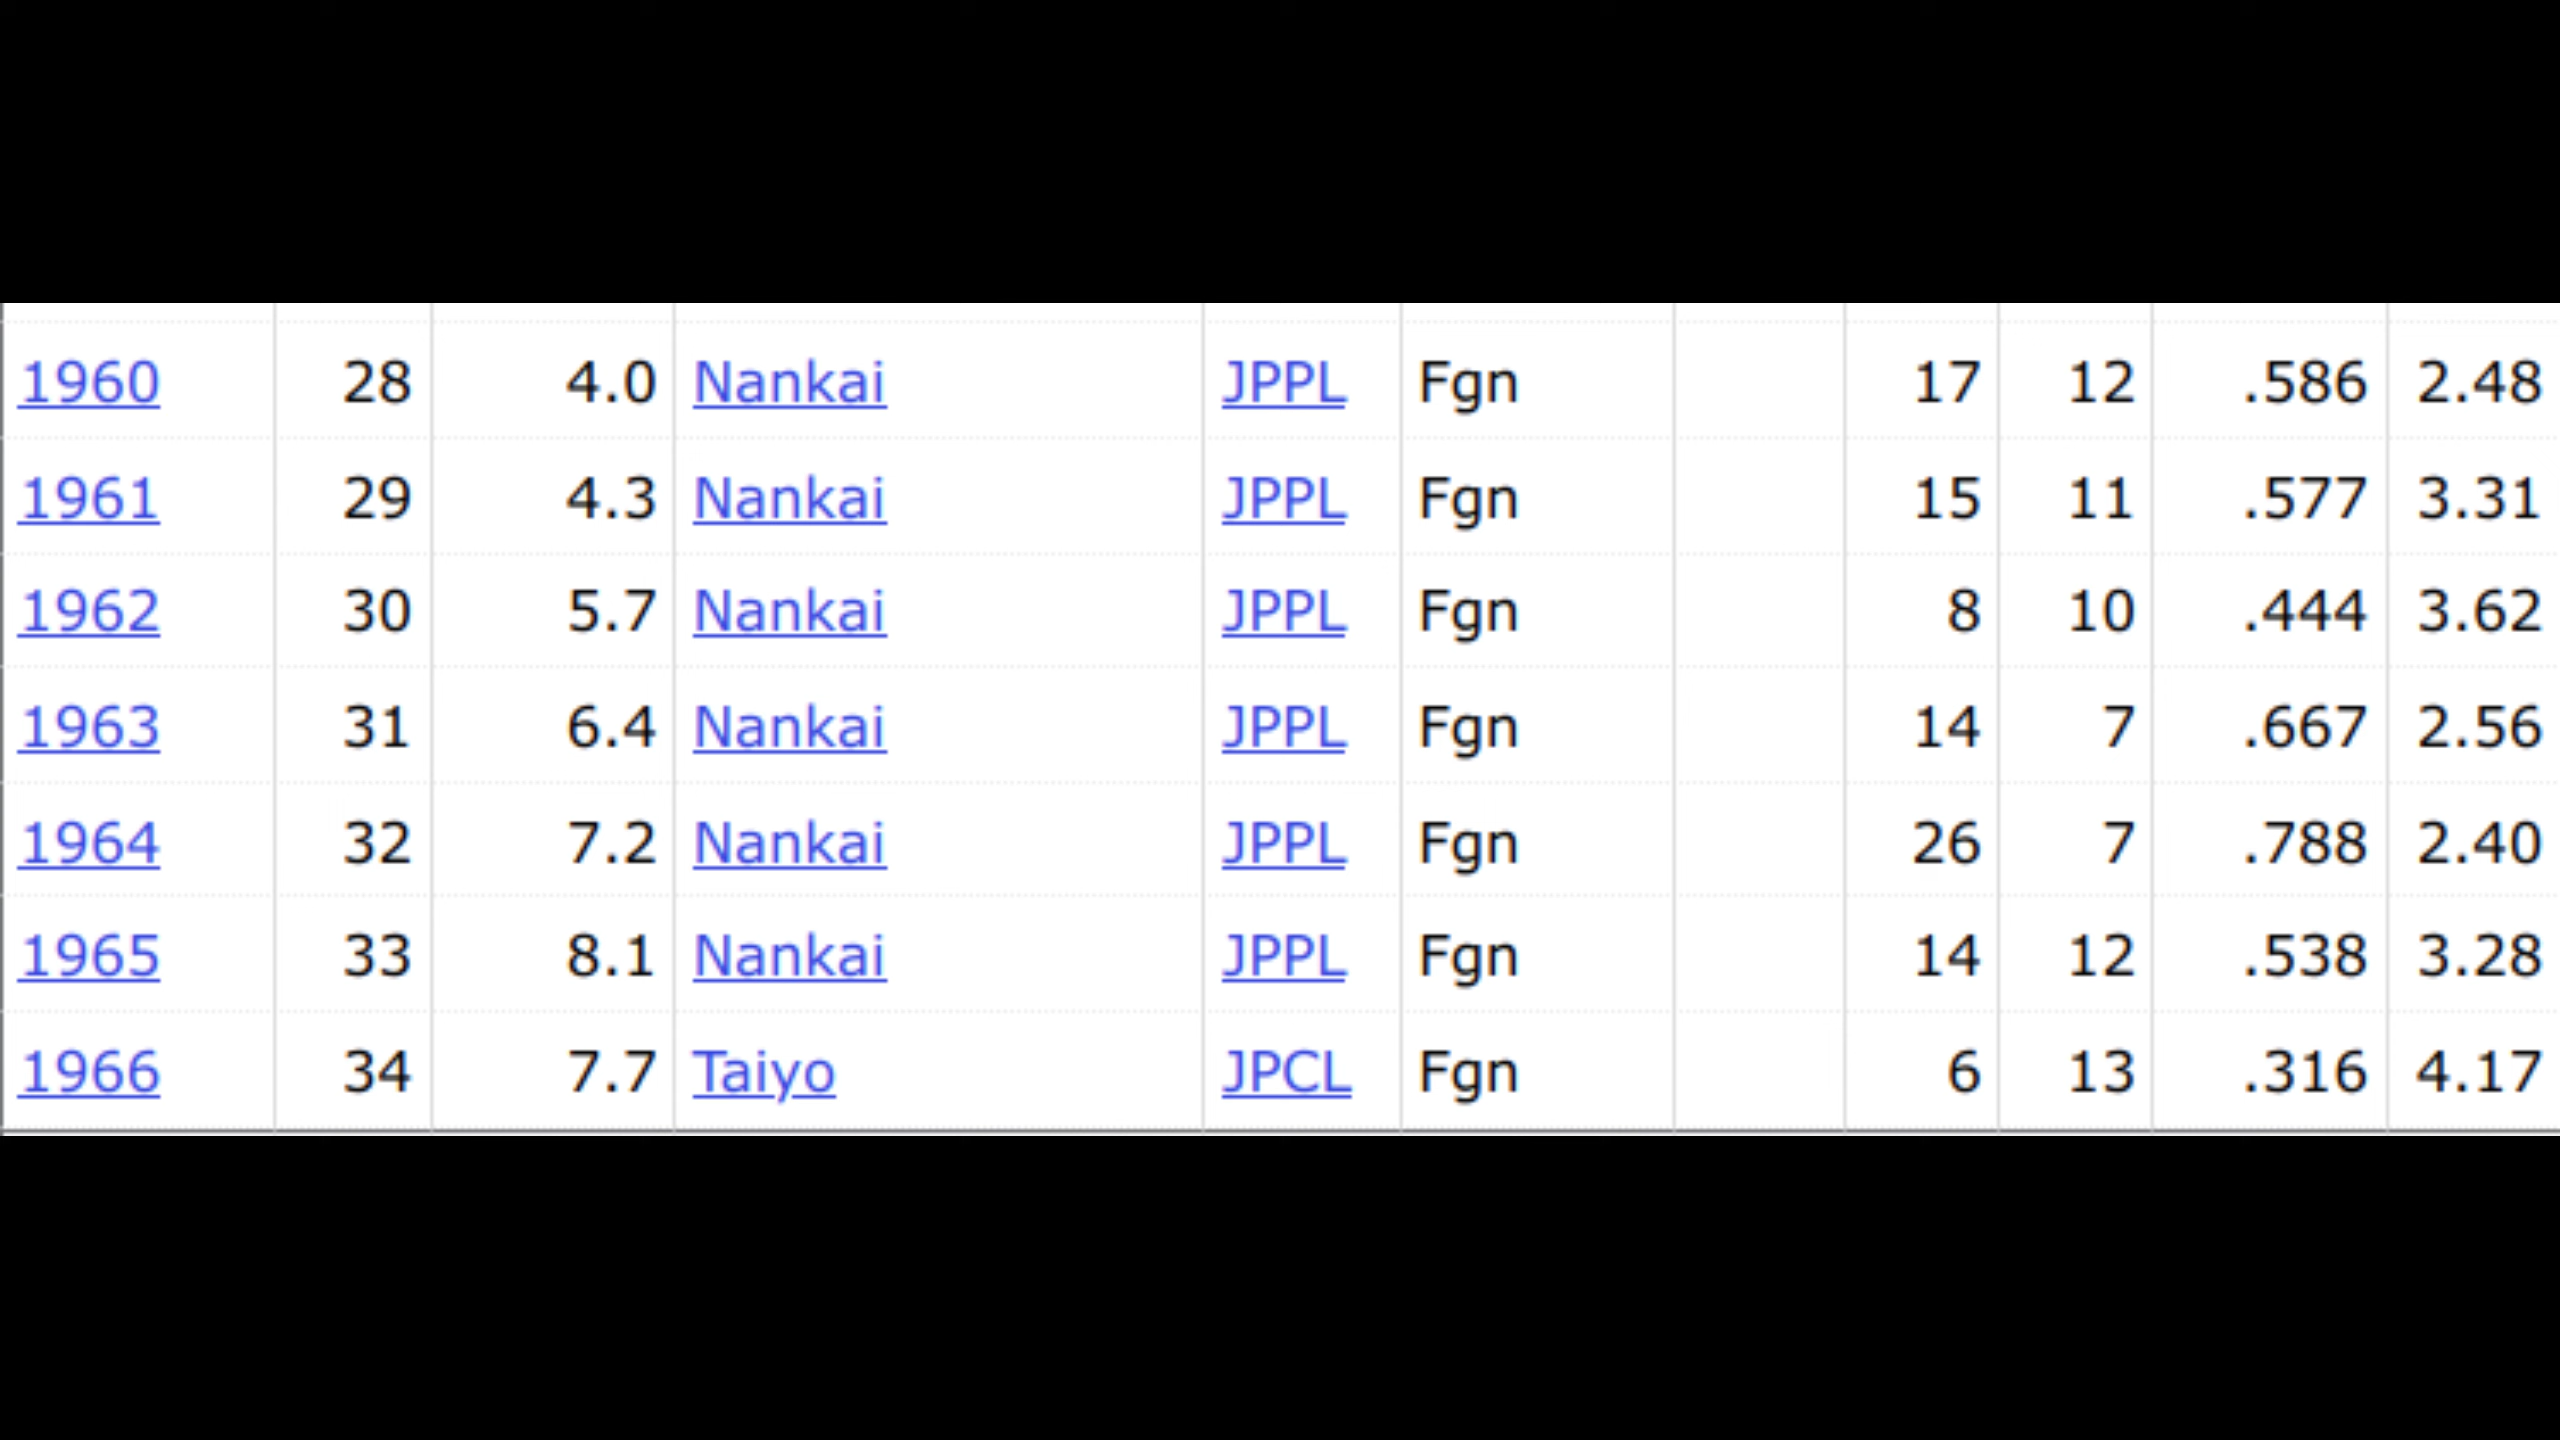 1960 28 4.0 Nankai JPPL Fgn 17 12 .586 2.48
1961 29 4.3 Nankai JPPL Fgn 15 11 .577 3.31
1962 30 5.7 Nankai JPPL Fgn 8 10 .444 3.62
1963 31 6.4 Nankai JPPL Fgn 14 7 .667 2.56
1964 32 7.2 Nankai JPPL Fgn 26 7 .788 2.40
1965 33 8.1 Nankai JPPL Fgn 14 12 .538 3.28
1966 34 7.7 Taiyo JPCL Fgn 6 13 .316 4.17